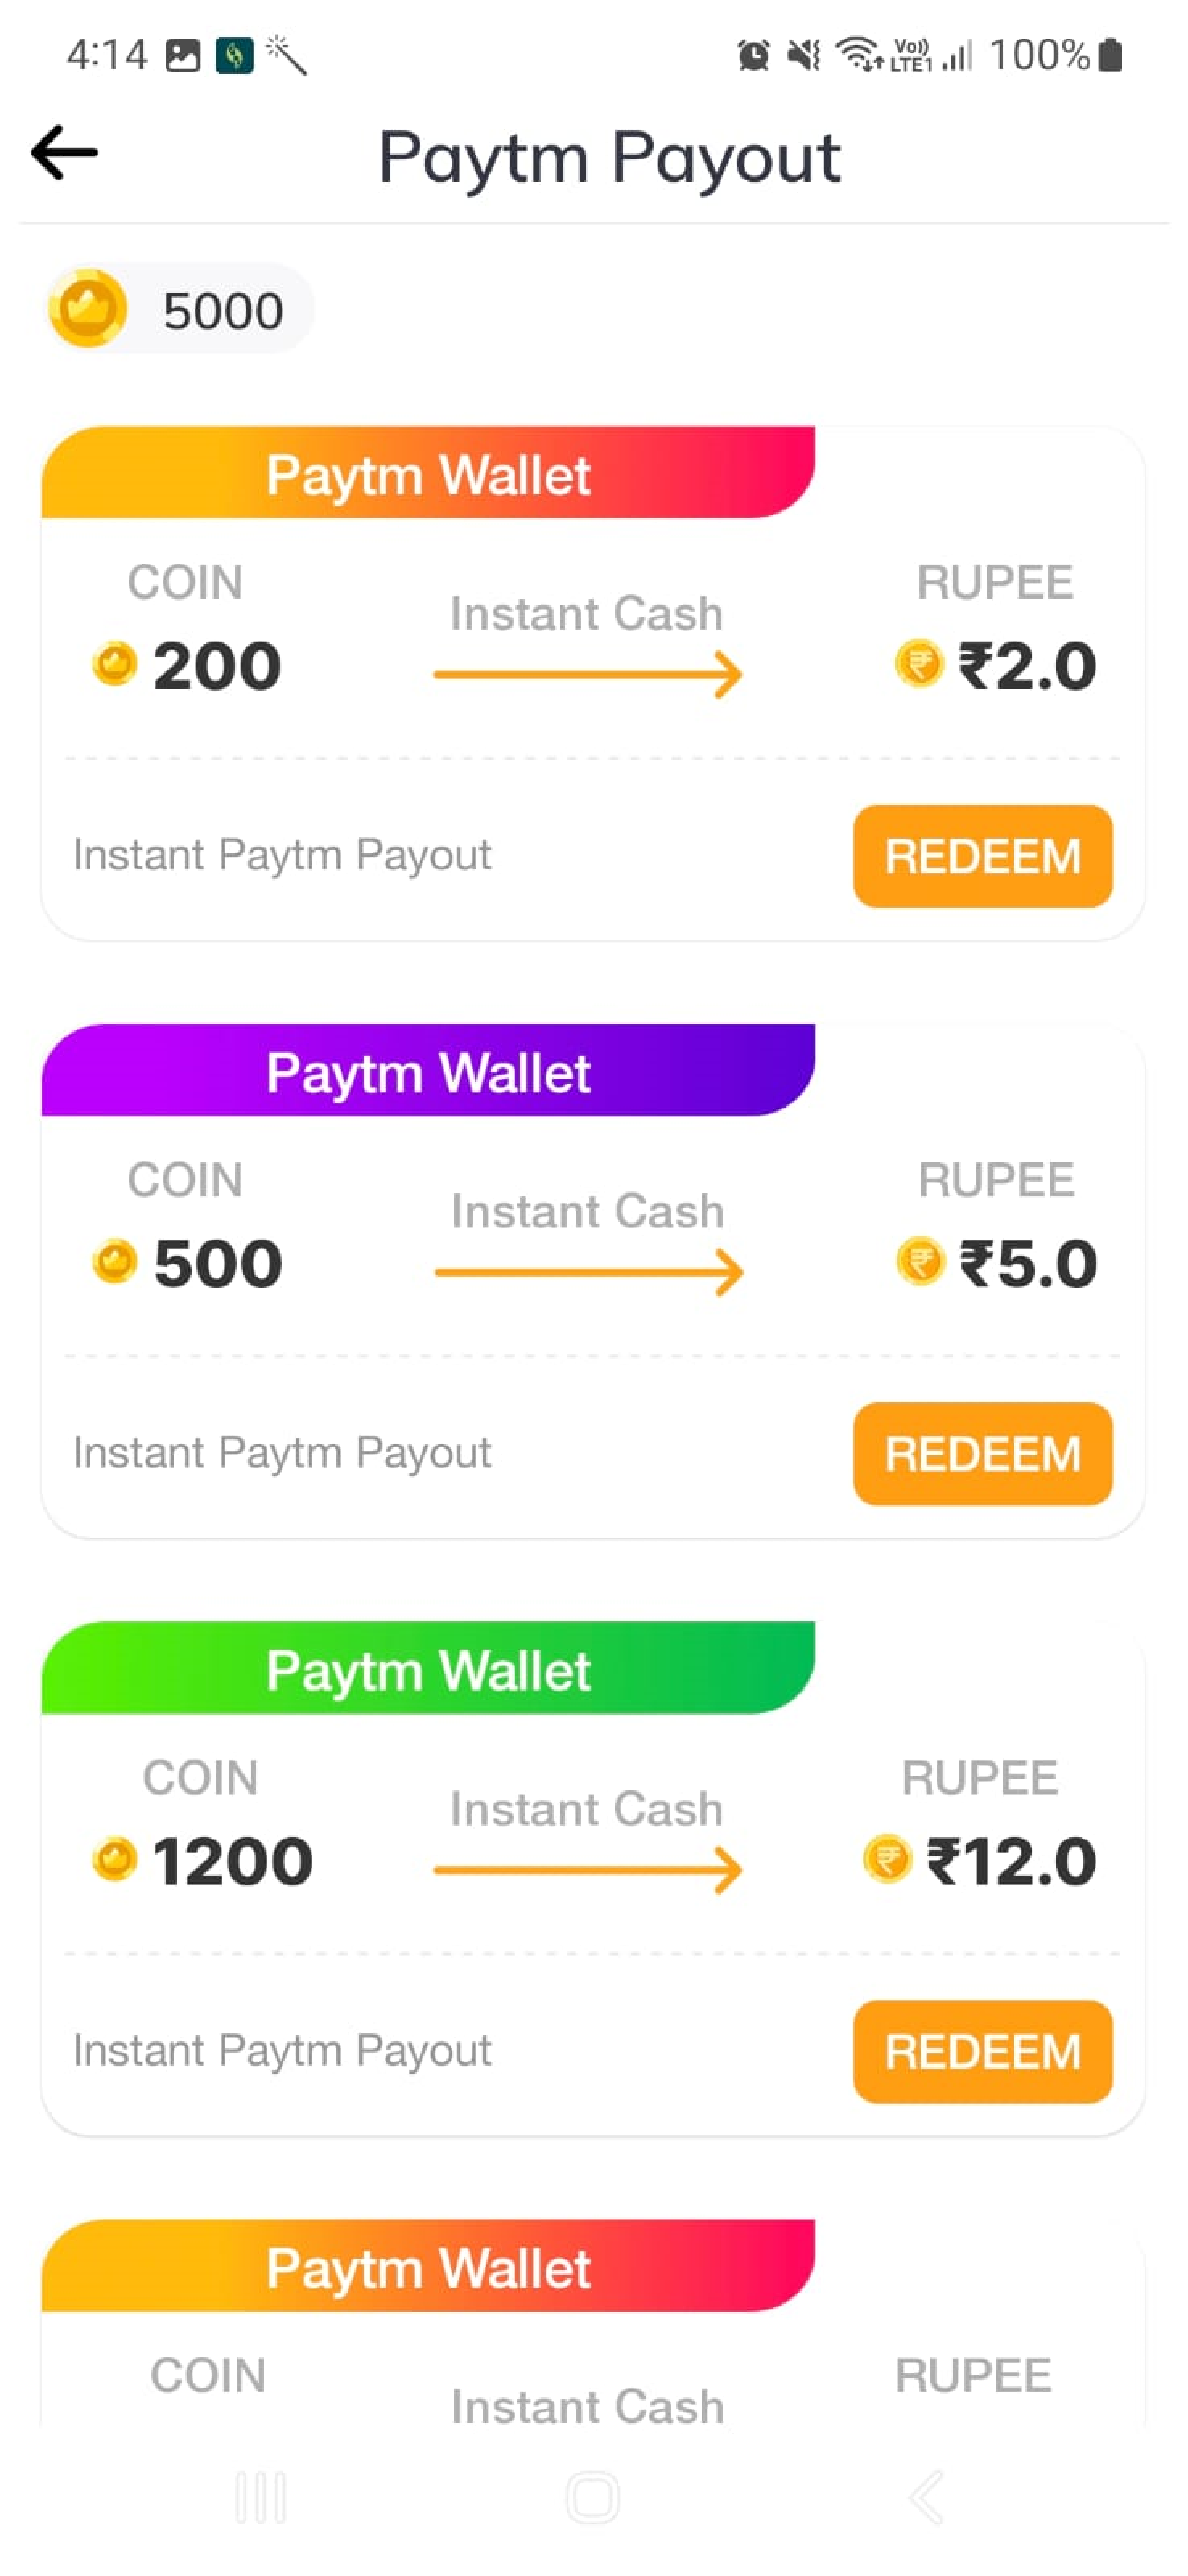 4:14 Vo)) LTE1 100%
Paytm Payout
5000
Paytm Wallet
COIN Instant Cash RUPEE
200 ₹2.0
Instant Paytm Payout REDEEM
Paytm Wallet
COIN Instant Cash RUPEE
500 ₹5.0
Instant Paytm Payout REDEEM
Paytm Wallet
COIN Instant Cash RUPEE
1200 ₹12.0
Instant Paytm Payout REDEEM
Paytm Wallet
COIN Instant Cash RUPEE